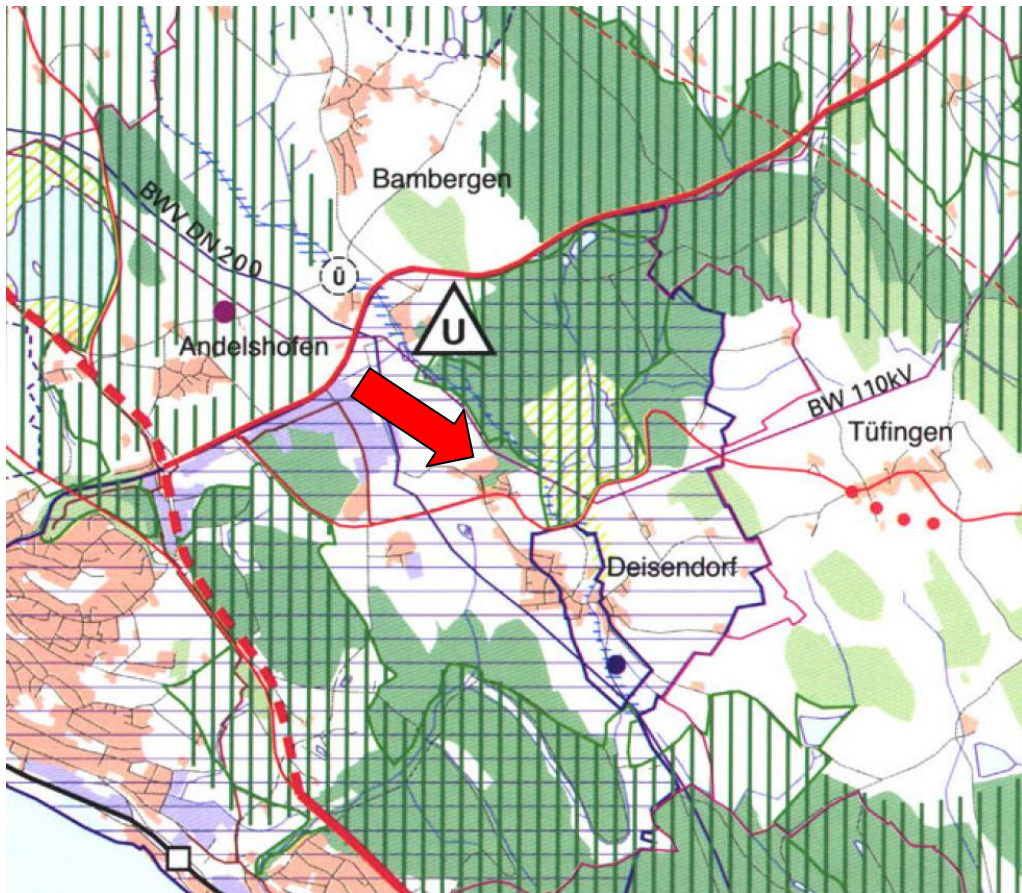 Bambergen
BWV DN 200
Ü
U
Andelshofen
BW 110kV
Tüfingen
Deisendorf